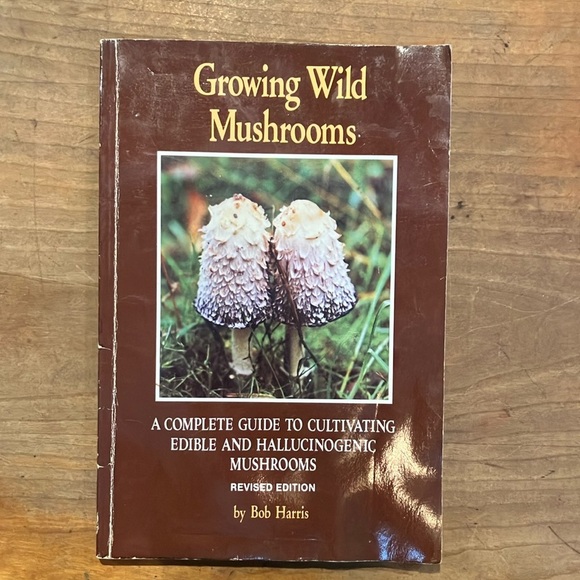 Growing Wild
Mushrooms
A COMPLETE GUIDE TO CULTIVATING
EDIBLE AND HALLUCINOGENIC
MUSHROOMS
REVISED EDITION
by Bob Harris